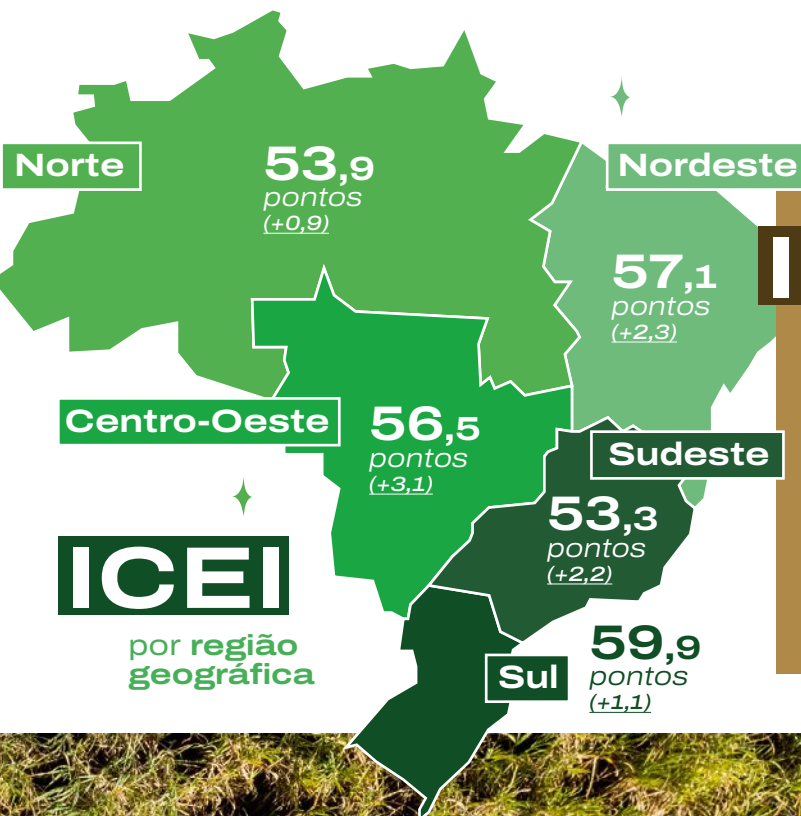 Norte
53,9
pontos
(+0,9)
Nordeste
57,1
pontos
(+2,3)
Centro-Oeste
56,5
pontos
(+3,1)
Sudeste
53,3
pontos
(+2,2)
ICEI
por região
geográfica
Sul
59,9
pontos
(+1,1)